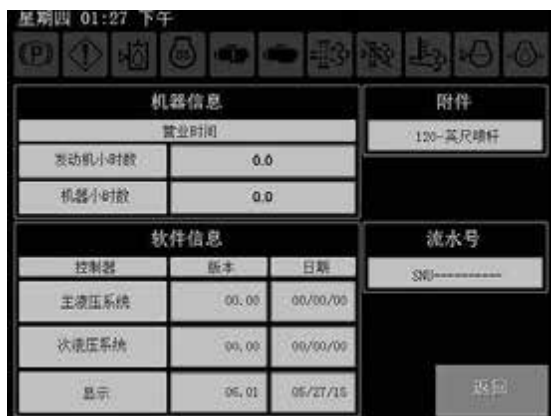 星期四 01:27 下午
机器信息
营业时间
发动机小时数 0.0
机器小时数 0.0
附件
120-英尺喷杆
软件信息
控制器 版本 日期
主液压系统 00.00 00/00/00
次液压系统 00.00 00/00/00
显示 06.01 05/27/15
流水号
SNU----------
返回